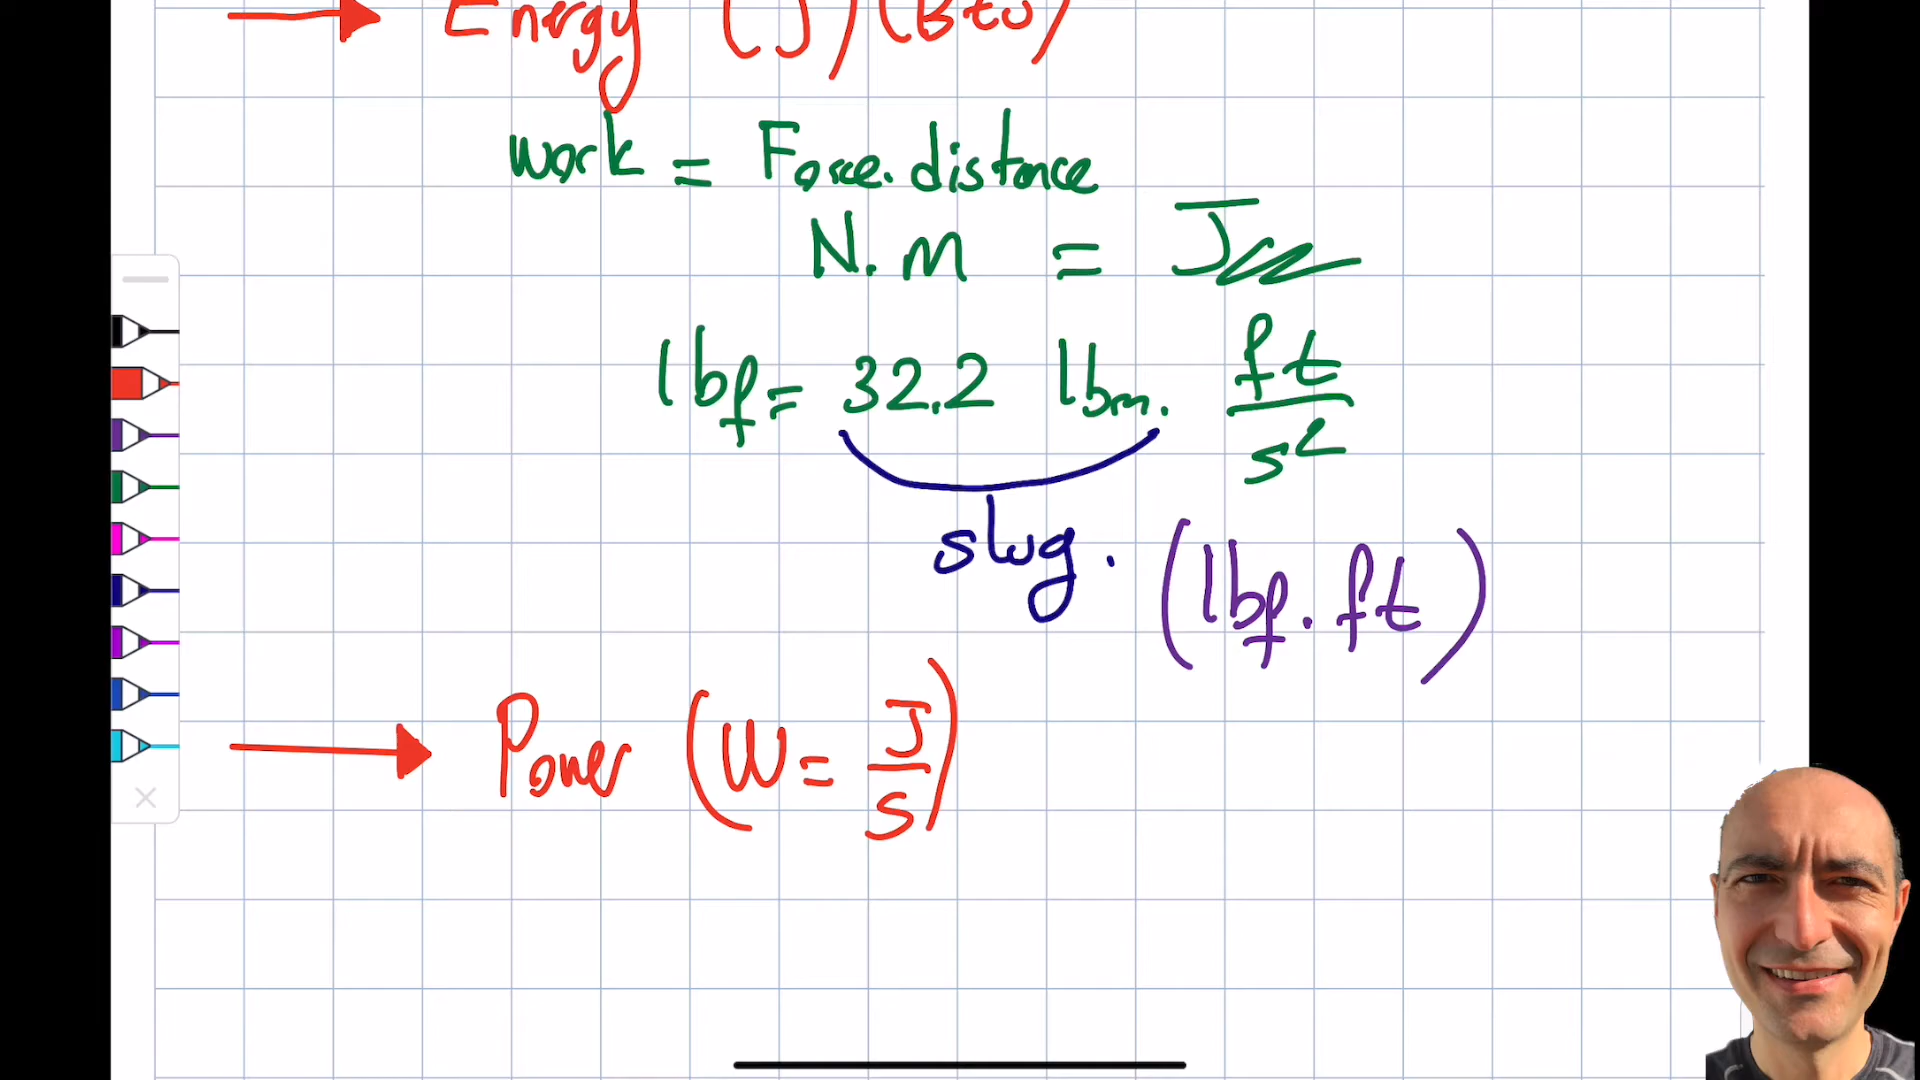 Energy (J) (Btu)
work = Force. distance
N. m = J
lbf = 32.2 lbm. ft/s²
slug. (lbf. ft)
Power (W = J/s)